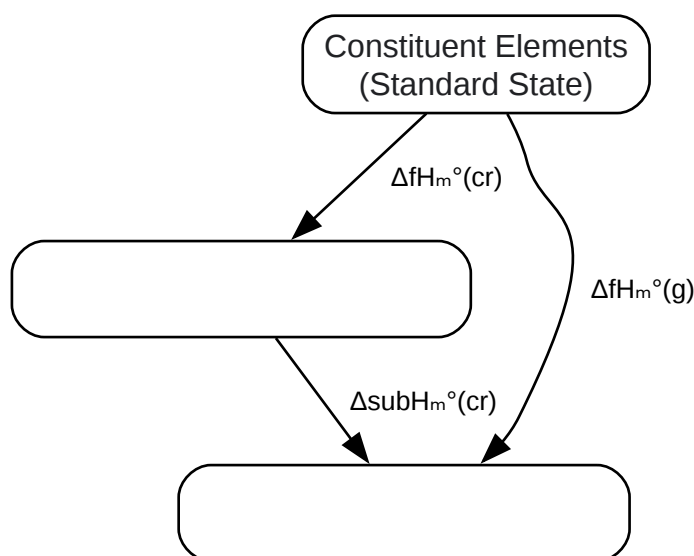 Constituent Elements
(Standard State)
ΔfHₘ°(cr)
ΔfHₘ°(g)
ΔsubHₘ°(cr)